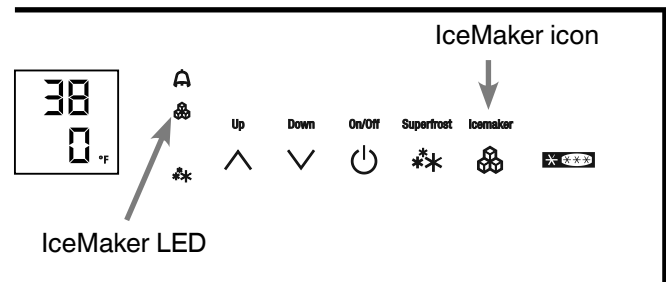 IceMaker icon
38
0 °F
Up Down On/Off Superfrost Icemaker
IceMaker LED